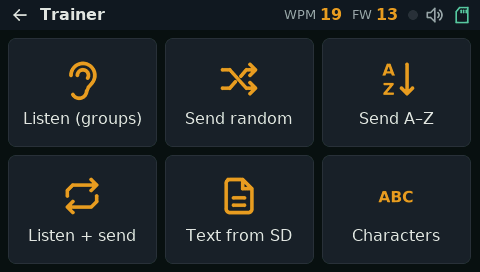 Trainer WPM 19 FW 13
Listen (groups) Send random A Z Send A–Z
Listen + send Text from SD ABC Characters